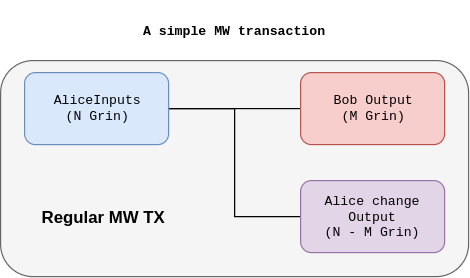 A simple MW transaction
AliceInputs
(N Grin)
Bob Output
(M Grin)
Alice change
Output
(N - M Grin)
Regular MW TX